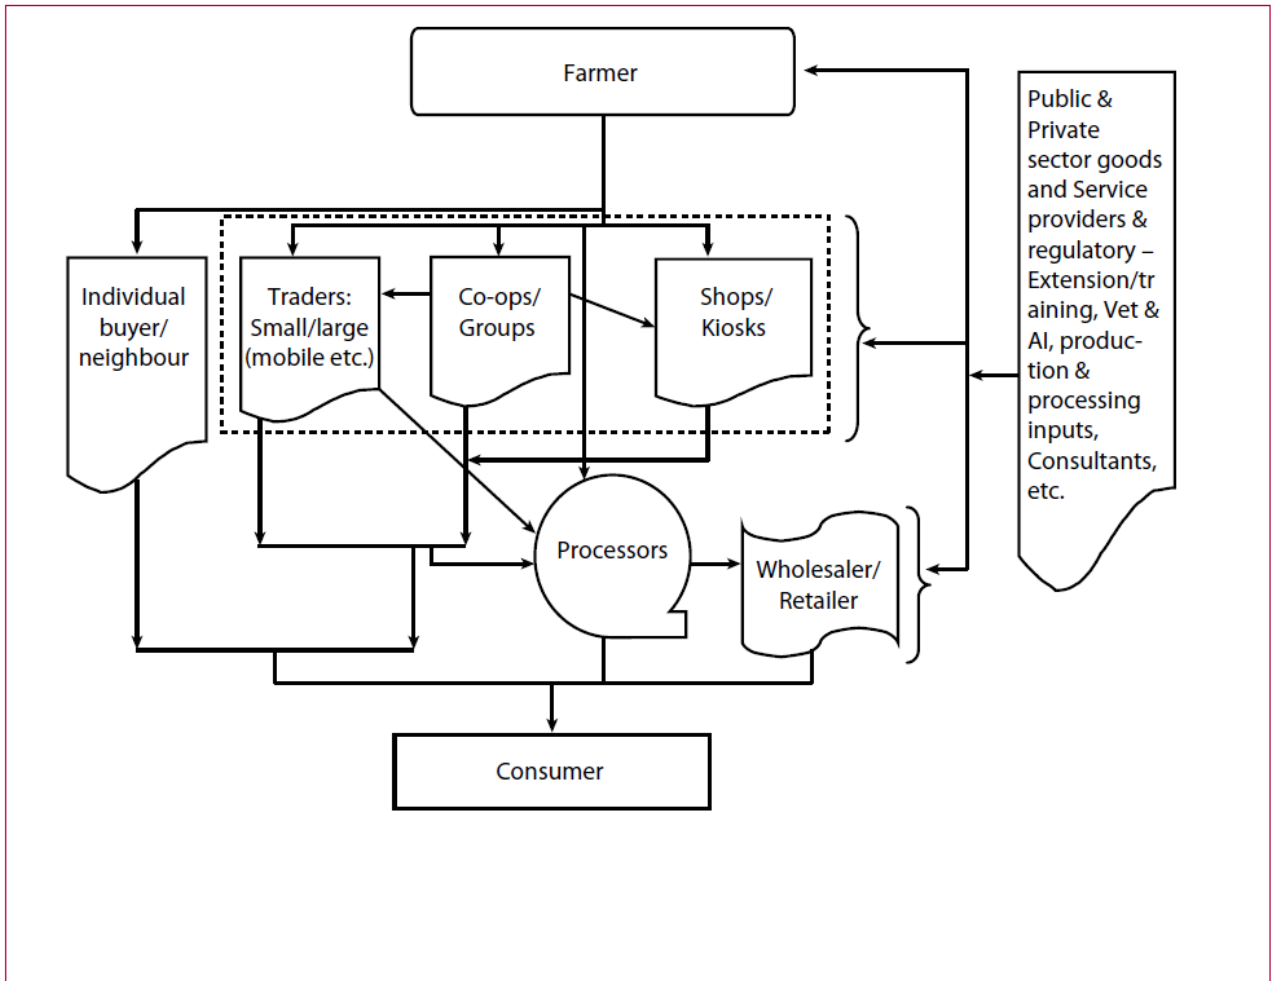 Farmer
Public &
Private
sector goods
and Service
providers &
regulatory –
Extension/tr
aining, Vet &
AI, produc-
tion &
processing
inputs,
Consultants,
etc.
Individual
buyer/
neighbour
Traders:
Small/large
(mobile etc.)
Co-ops/
Groups
Shops/
Kiosks
Processors
Wholesaler/
Retailer
Consumer